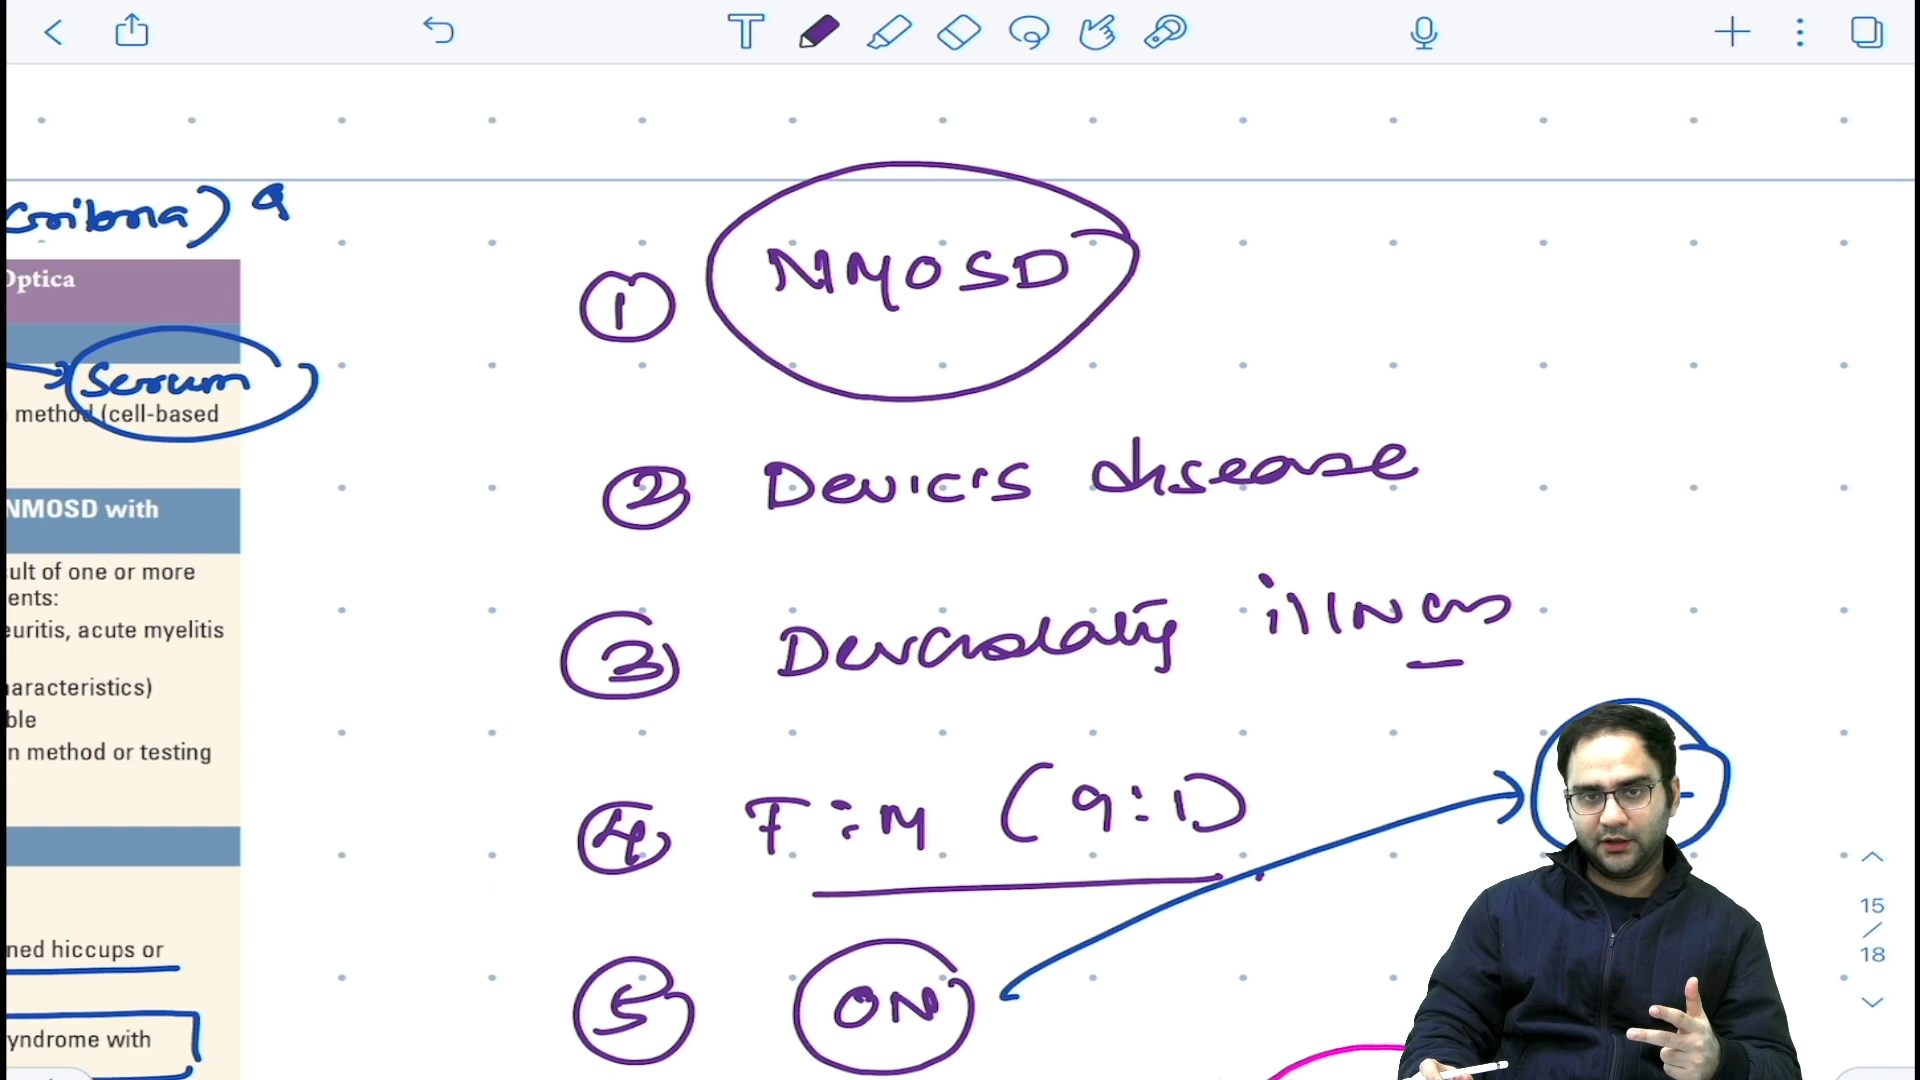 Cribria) q
Optica
Serum
method (cell-based
NMOSD with
ult of one or more
ents:
euritis, acute myelitis
aracteristics)
ble
n method or testing
ned hiccups or
yndrome with
① NMOSD
② Devic's disease
③ Devastating illness
④ F:M (9:1)
⑤ ON
15
/
18